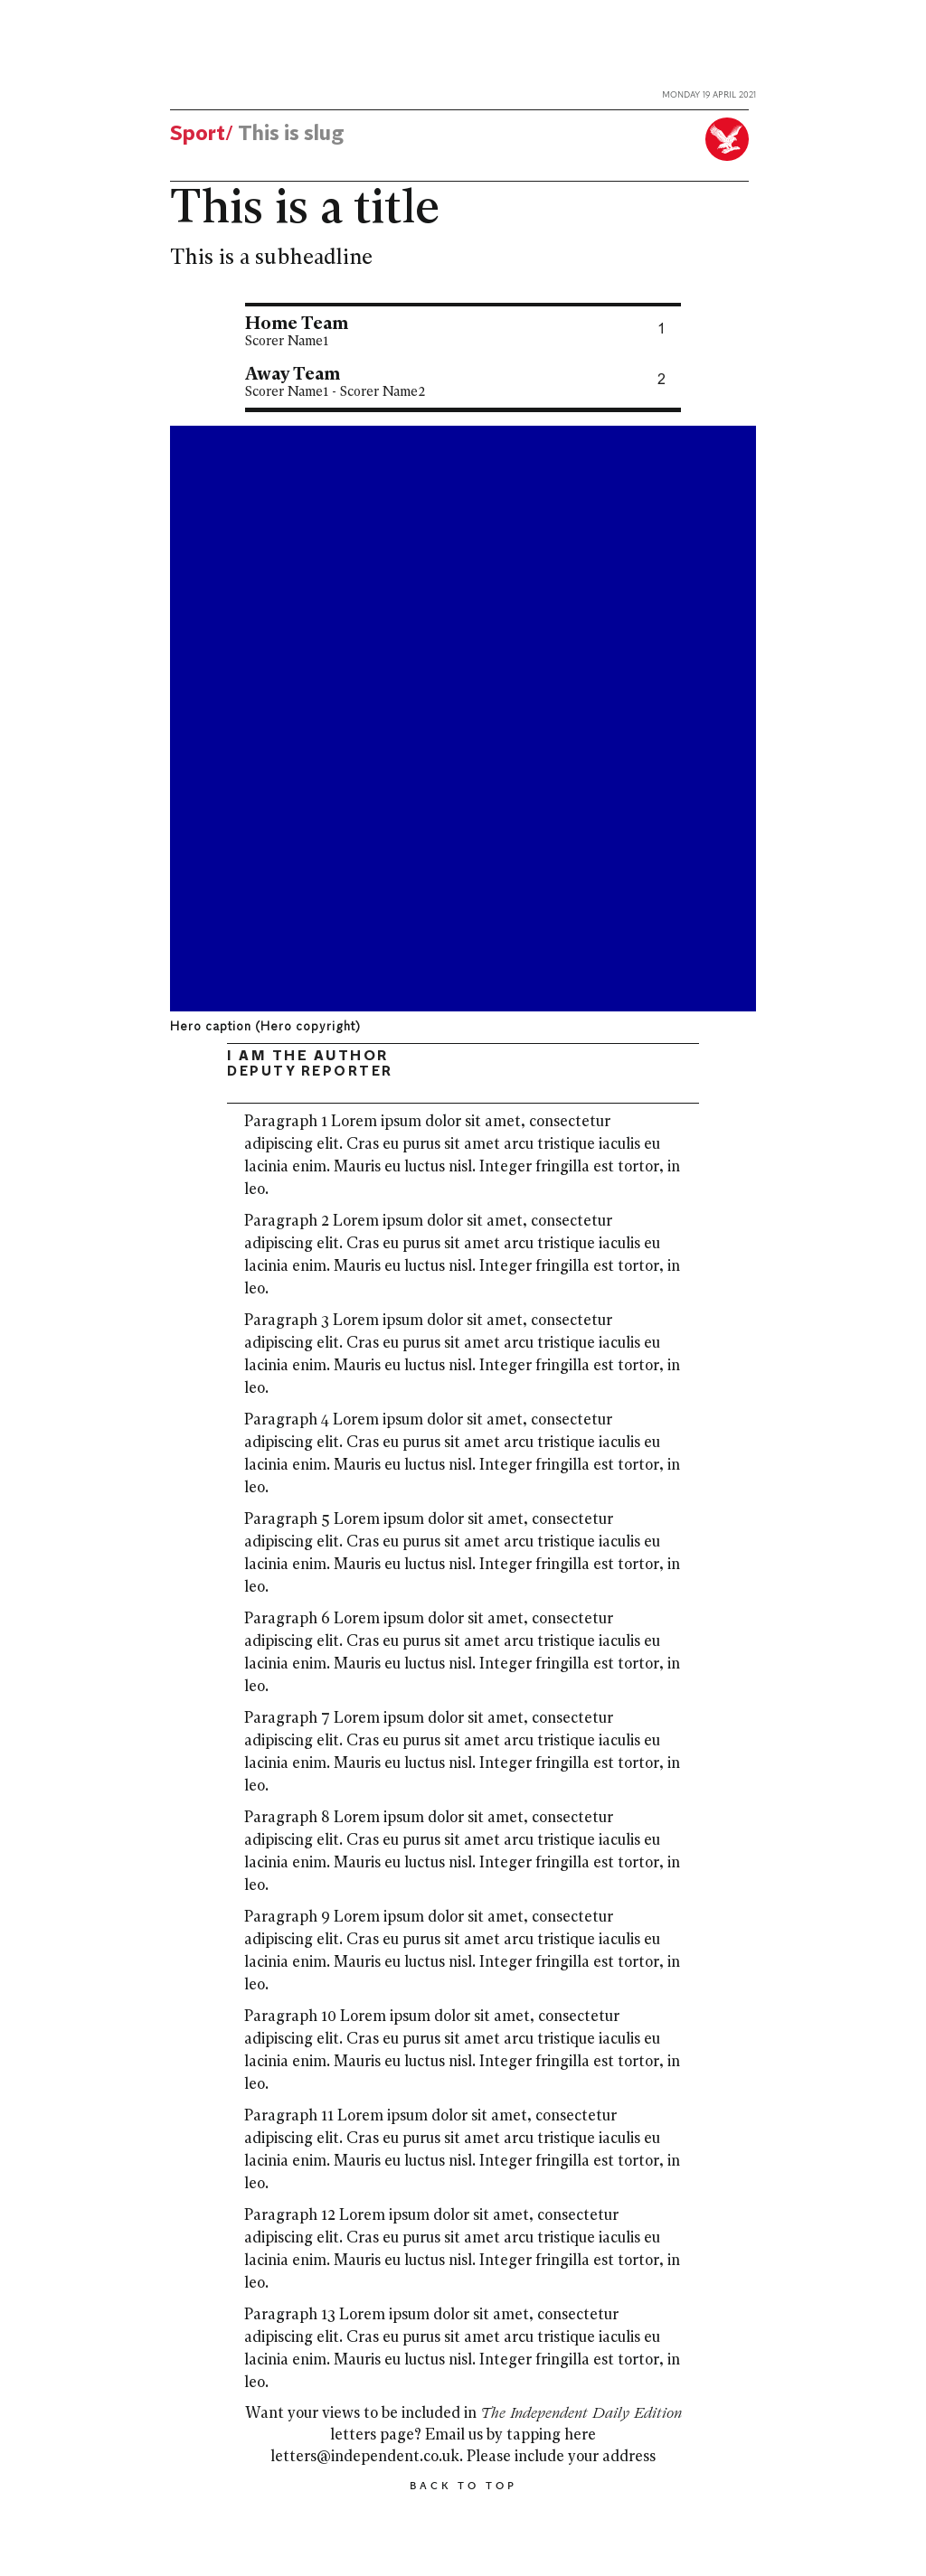 MONDAY 19 APRIL 2021
Sport/ This is slug
This is a title
This is a subheadline
Home Team 1
Scorer Name1
Away Team 2
Scorer Name1 - Scorer Name2
Hero caption (Hero copyright)
I AM THE AUTHOR
DEPUTY REPORTER
Paragraph 1 Lorem ipsum dolor sit amet, consectetur
adipiscing elit. Cras eu purus sit amet arcu tristique iaculis eu
lacinia enim. Mauris eu luctus nisl. Integer fringilla est tortor, in
leo.
Paragraph 2 Lorem ipsum dolor sit amet, consectetur
adipiscing elit. Cras eu purus sit amet arcu tristique iaculis eu
lacinia enim. Mauris eu luctus nisl. Integer fringilla est tortor, in
leo.
Paragraph 3 Lorem ipsum dolor sit amet, consectetur
adipiscing elit. Cras eu purus sit amet arcu tristique iaculis eu
lacinia enim. Mauris eu luctus nisl. Integer fringilla est tortor, in
leo.
Paragraph 4 Lorem ipsum dolor sit amet, consectetur
adipiscing elit. Cras eu purus sit amet arcu tristique iaculis eu
lacinia enim. Mauris eu luctus nisl. Integer fringilla est tortor, in
leo.
Paragraph 5 Lorem ipsum dolor sit amet, consectetur
adipiscing elit. Cras eu purus sit amet arcu tristique iaculis eu
lacinia enim. Mauris eu luctus nisl. Integer fringilla est tortor, in
leo.
Paragraph 6 Lorem ipsum dolor sit amet, consectetur
adipiscing elit. Cras eu purus sit amet arcu tristique iaculis eu
lacinia enim. Mauris eu luctus nisl. Integer fringilla est tortor, in
leo.
Paragraph 7 Lorem ipsum dolor sit amet, consectetur
adipiscing elit. Cras eu purus sit amet arcu tristique iaculis eu
lacinia enim. Mauris eu luctus nisl. Integer fringilla est tortor, in
leo.
Paragraph 8 Lorem ipsum dolor sit amet, consectetur
adipiscing elit. Cras eu purus sit amet arcu tristique iaculis eu
lacinia enim. Mauris eu luctus nisl. Integer fringilla est tortor, in
leo.
Paragraph 9 Lorem ipsum dolor sit amet, consectetur
adipiscing elit. Cras eu purus sit amet arcu tristique iaculis eu
lacinia enim. Mauris eu luctus nisl. Integer fringilla est tortor, in
leo.
Paragraph 10 Lorem ipsum dolor sit amet, consectetur
adipiscing elit. Cras eu purus sit amet arcu tristique iaculis eu
lacinia enim. Mauris eu luctus nisl. Integer fringilla est tortor, in
leo.
Paragraph 11 Lorem ipsum dolor sit amet, consectetur
adipiscing elit. Cras eu purus sit amet arcu tristique iaculis eu
lacinia enim. Mauris eu luctus nisl. Integer fringilla est tortor, in
leo.
Paragraph 12 Lorem ipsum dolor sit amet, consectetur
adipiscing elit. Cras eu purus sit amet arcu tristique iaculis eu
lacinia enim. Mauris eu luctus nisl. Integer fringilla est tortor, in
leo.
Paragraph 13 Lorem ipsum dolor sit amet, consectetur
adipiscing elit. Cras eu purus sit amet arcu tristique iaculis eu
lacinia enim. Mauris eu luctus nisl. Integer fringilla est tortor, in
leo.
Want your views to be included in The Independent Daily Edition
letters page? Email us by tapping here
letters@independent.co.uk. Please include your address
BACK TO TOP